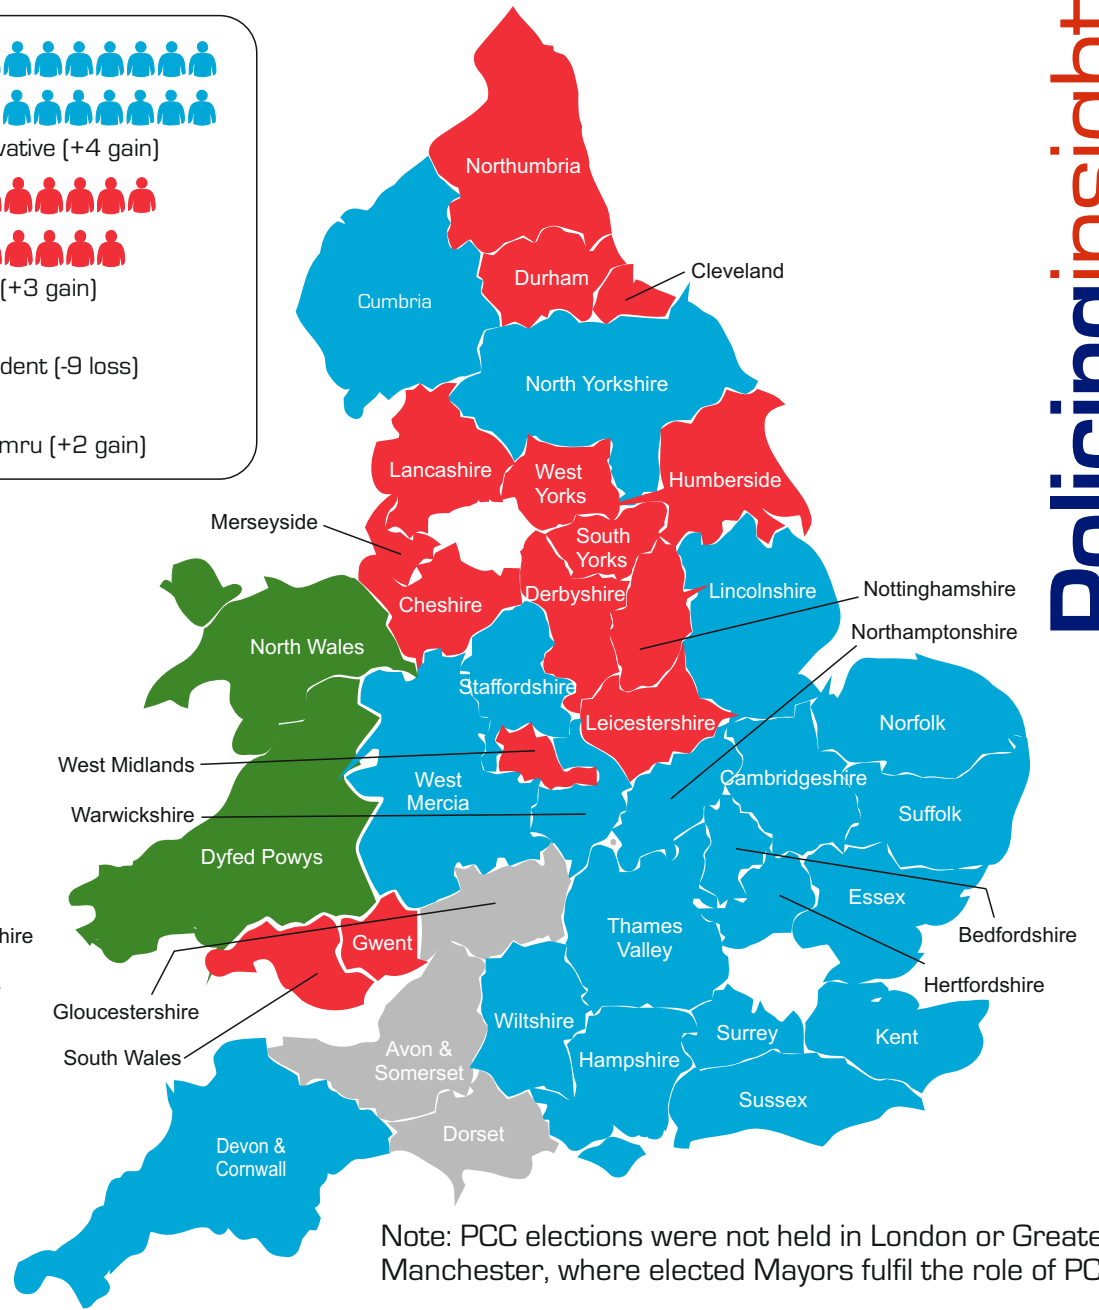 vative (+4 gain)
(+3 gain)
dent (-9 loss)
mru (+2 gain)
Policinginsight
Northumbria
Cleveland
Durham
Cumbria
North Yorkshire
Lancashire
West
Yorks
Humberside
Merseyside
South
Yorks
Derbyshire
Lincolnshire
Nottinghamshire
Cheshire
Northamptonshire
North Wales
Staffordshire
Leicestershire
Norfolk
West Midlands
West
Mercia
Cambridgeshire
Warwickshire
Suffolk
Dyfed Powys
Essex
hire
Gwent
Thames
Valley
Bedfordshire
Hertfordshire
Gloucestershire
Wiltshire
South Wales
Avon &
Somerset
Hampshire
Surrey
Kent
Sussex
Dorset
Devon &
Cornwall
Note: PCC elections were not held in London or Greate
Manchester, where elected Mayors fulfil the role of PC